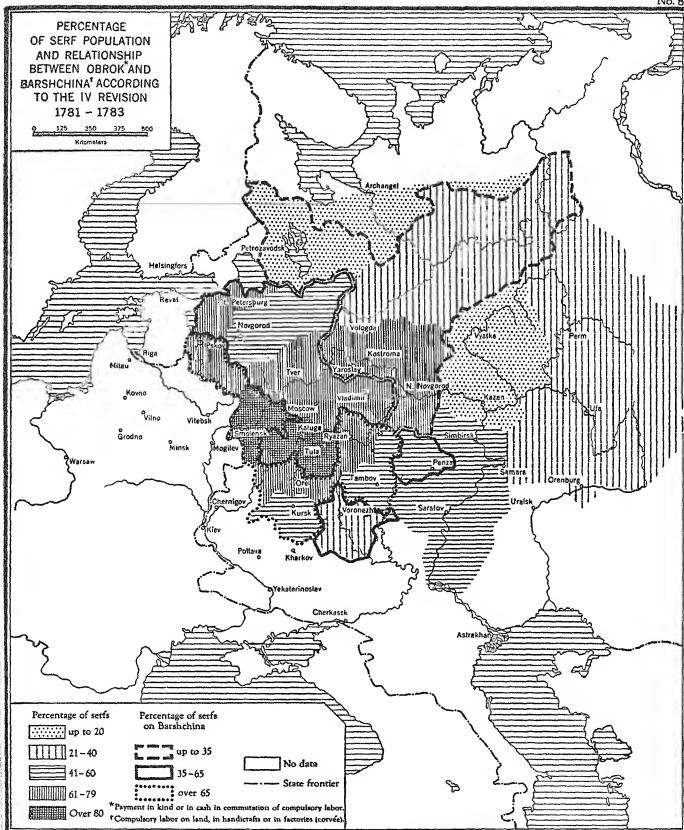 No. 8
PERCENTAGE
OF SERF POPULATION
AND RELATIONSHIP
BETWEEN OBROK* AND
BARSHCHINA† ACCORDING
TO THE IV REVISION
1781 – 1783
0 125 250 375 500
Kilometers
Archangel
Petrozavodsk
Helsingfors
Reval
Petersburg
Novgorod
Vologda
Vyatka
Perm
Pskov
Kostroma
Riga
Yaroslav
Mitau
Tver
N. Novgorod
Kazan
Vladimir
Ufa
Kovno
Moscow
Vilno
Vitebsk
Kaluga
Simbirsk
Smolensk
Ryazan
Grodno
Minsk
Mogilev
Tula
Penza
Samara
Warsaw
Orel
Tambov
Orenburg
Chernigov
Uralsk
Kursk
Voronezh
Saratov
Kiev
Poltava
Kharkov
Yekaterinoslav
Cherkassk
Astrakhan
Percentage of serfs
up to 20
21–40
41–60
61–79
Over 80
Percentage of serfs
on Barshchina
up to 35
35–65
over 65
No data
State frontier
*Payment in kind or in cash in commutation of compulsory labor.
†Compulsory labor on land, in handicrafts or in factories (corvée).